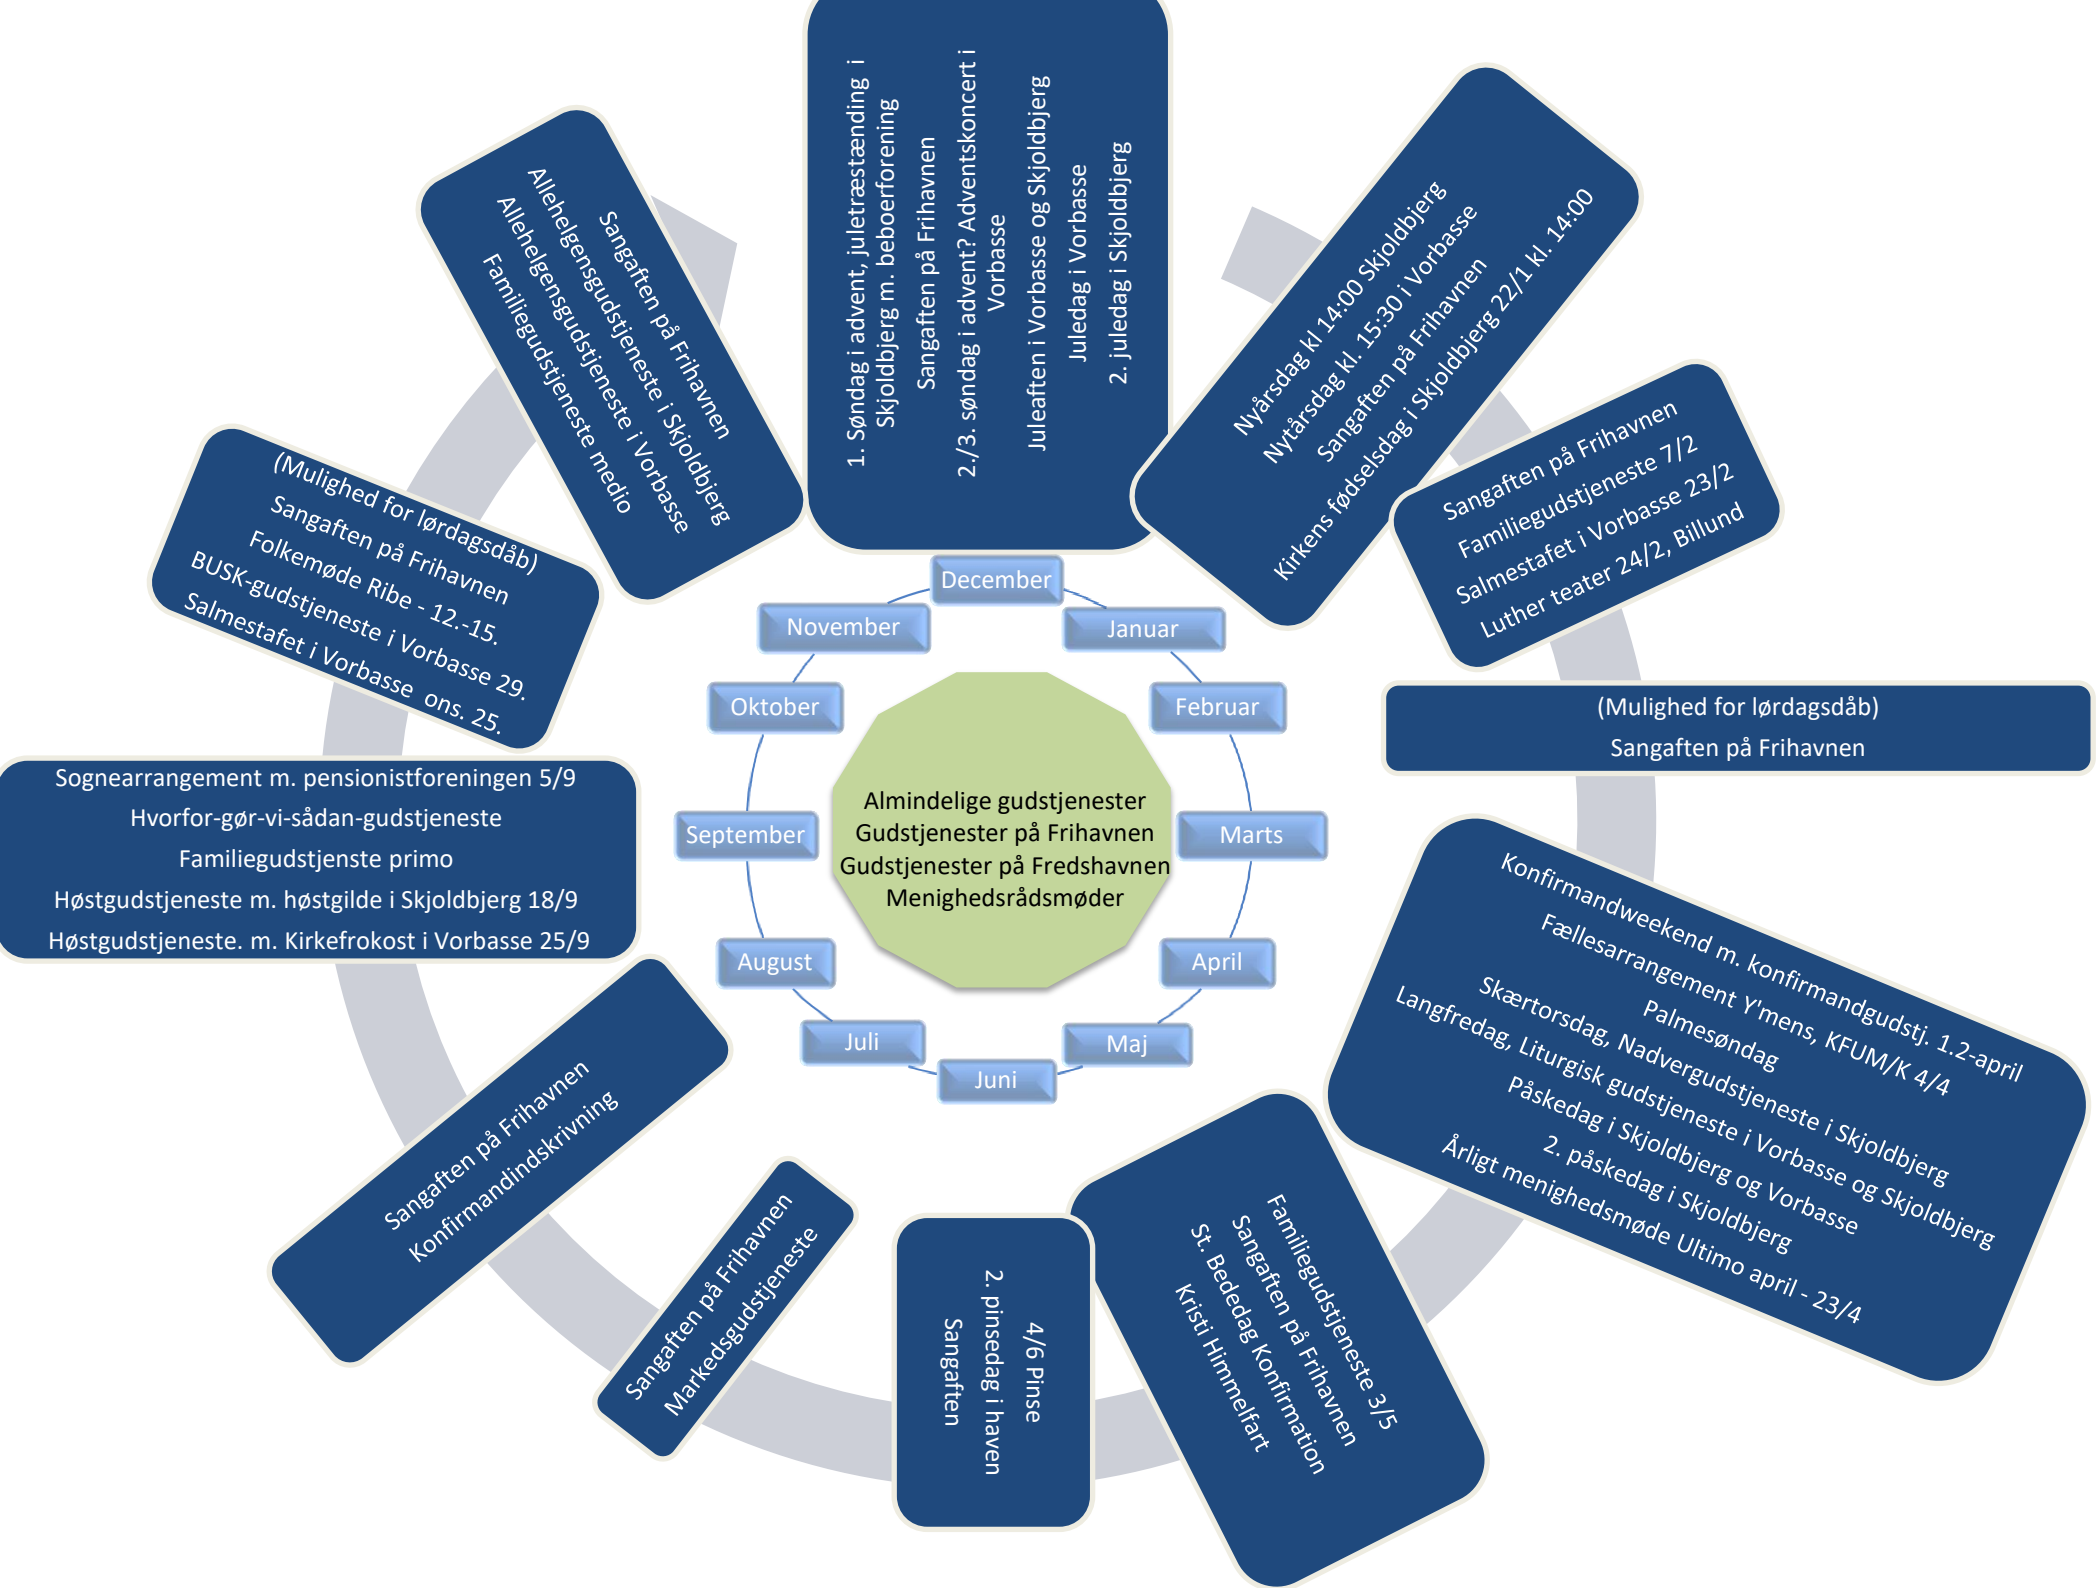 1. Søndag i advent, juletræstænding i
Skjoldbjerg m. beboerforening
Sangaften på Frihavnen
2./3. søndag i advent? Adventskoncert i
Vorbasse
Juleaften i Vorbasse og Skjoldbjerg
Juledag i Vorbasse
2. juledag i Skjoldbjerg
Nyårsdag kl 14:00 Skjoldbjerg
Nytårsdag kl. 15:30 i Vorbasse
Sangaften på Frihavnen
Kirkens fødselsdag i Skjoldbjerg 22/1 kl. 14:00
Sangaften på Frihavnen
Familiegudstjeneste 7/2
Salmestafet i Vorbasse 23/2
Luther teater 24/2, Billund
(Mulighed for lørdagsdåb)
Sangaften på Frihavnen
Konfirmandweekend m. konfirmandgudstj. 1.2-april
Fællesarrangement Y'mens, KFUM/K 4/4
Palmesøndag
Skærtorsdag, Nadvergudstjeneste i Skjoldbjerg
Langfredag, Liturgisk gudstjeneste i Vorbasse og Skjoldbjerg
Påskedag i Skjoldbjerg og Vorbasse
2. påskedag i Skjoldbjerg
Årligt menighedsmøde Ultimo april - 23/4
Familiegudstjeneste 3/5
Sangaften på Frihavnen
St. Bededag Konfirmation
Kristi Himmelfart
4/6 Pinse
2. pinsedag i haven
Sangaften
Sangaften på Frihavnen
Markedsgudstjeneste
Sangaften på Frihavnen
Konfirmandindskrivning
Sognearrangement m. pensionistforeningen 5/9
Hvorfor-gør-vi-sådan-gudstjeneste
Familiegudstjenste primo
Høstgudstjeneste m. høstgilde i Skjoldbjerg 18/9
Høstgudstjeneste. m. Kirkefrokost i Vorbasse 25/9
(Mulighed for lørdagsdåb)
Sangaften på Frihavnen
Folkemøde Ribe - 12.-15.
BUSK-gudstjeneste i Vorbasse 29.
Salmestafet i Vorbasse ons. 25.
Sangaften på Frihavnen
Allehelgensgudstjeneste i Skjoldbjerg
Allehelgensgudstjeneste i Vorbasse
Familiegudstjeneste medio
December
Januar
Februar
Marts
April
Maj
Juni
Juli
August
September
Oktober
November
Almindelige gudstjenester
Gudstjenester på Frihavnen
Gudstjenester på Fredshavnen
Menighedsrådsmøder